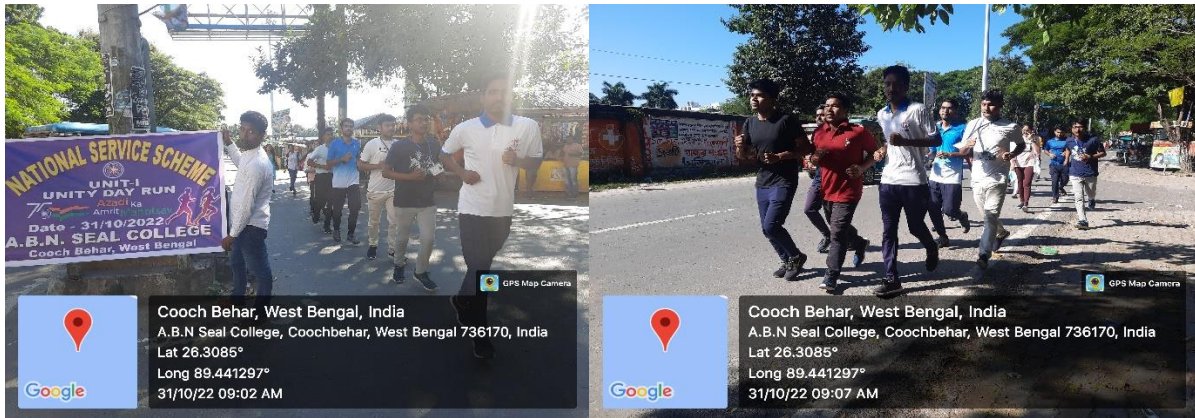 NATIONAL SERVICE SCHEME
UNIT-I
UNITY DAY RUN
75
Azadi Ka
Amrit Mahotsav
Date - 31/10/2022
A.B.N. SEAL COLLEGE
Cooch Behar, West Bengal
GPS Map Camera
Cooch Behar, West Bengal, India
A.B.N Seal College, Coochbehar, West Bengal 736170, India
Lat 26.3085°
Long 89.441297°
31/10/22 09:02 AM
Google
GPS Map Camera
Cooch Behar, West Bengal, India
A.B.N Seal College, Coochbehar, West Bengal 736170, India
Lat 26.3085°
Long 89.441297°
31/10/22 09:07 AM
Google